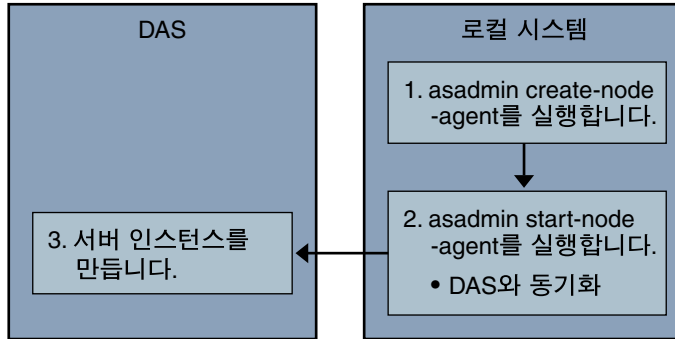 DAS
3. 서버 인스턴스를
만듭니다.
로컬 시스템
1. asadmin create-node
-agent를 실행합니다.
2. asadmin start-node
-agent를 실행합니다.
• DAS와 동기화